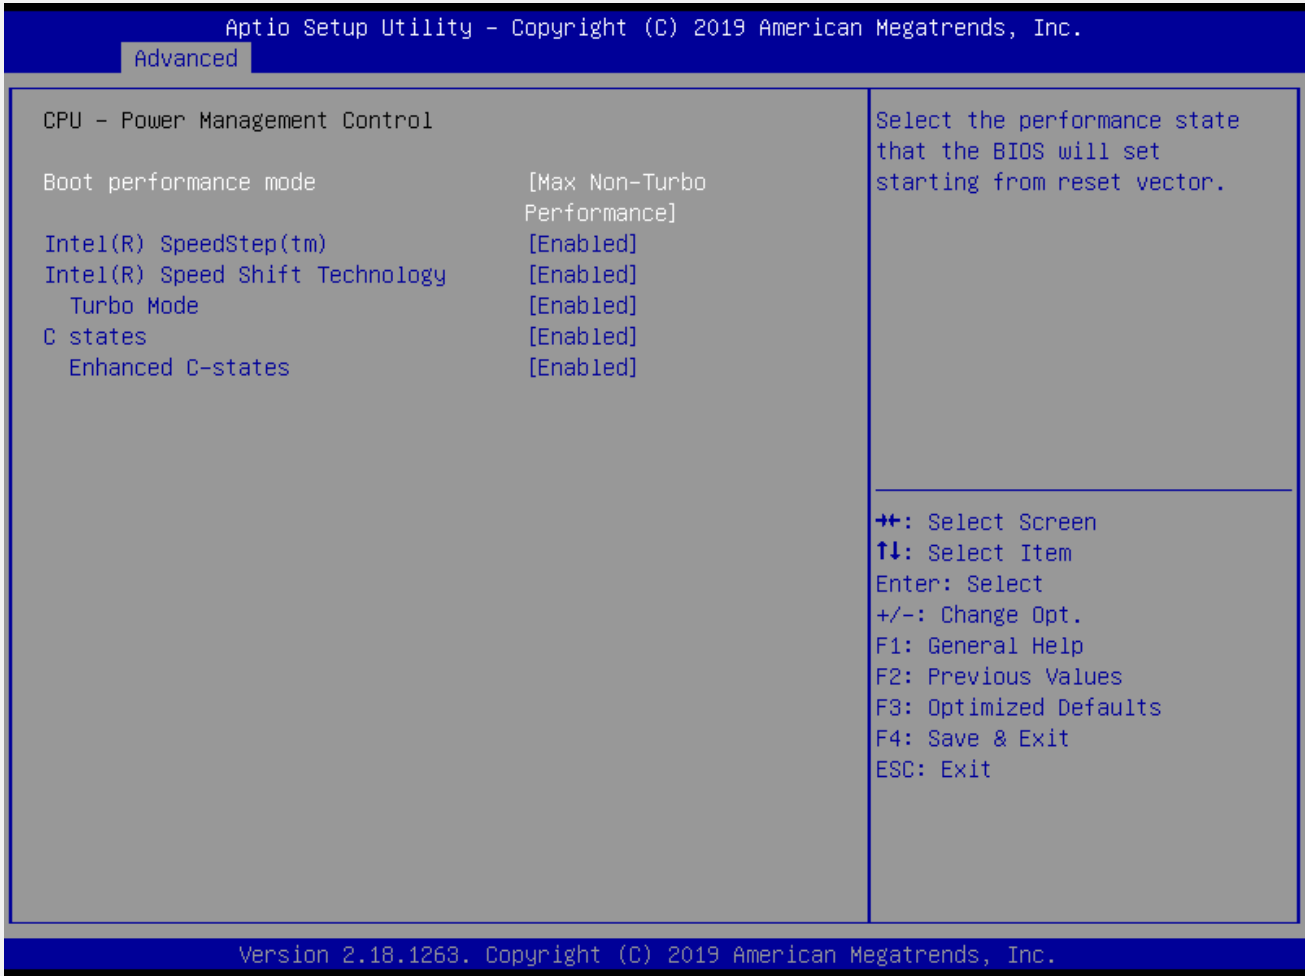 Aptio Setup Utility – Copyright (C) 2019 American Megatrends, Inc.
Advanced
CPU – Power Management Control
Boot performance mode [Max Non-Turbo
Performance]
Intel(R) SpeedStep(tm) [Enabled]
Intel(R) Speed Shift Technology [Enabled]
Turbo Mode [Enabled]
C states [Enabled]
Enhanced C-states [Enabled]
Select the performance state
that the BIOS will set
starting from reset vector.
→←: Select Screen
↑↓: Select Item
Enter: Select
+/-: Change Opt.
F1: General Help
F2: Previous Values
F3: Optimized Defaults
F4: Save & Exit
ESC: Exit
Version 2.18.1263. Copyright (C) 2019 American Megatrends, Inc.